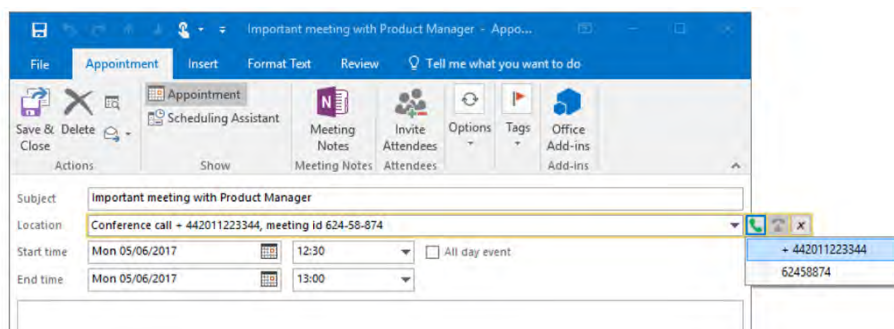 Important meeting with Product Manager - Appo...
File Appointment Insert Format Text Review Tell me what you want to do
Save & Close
Delete
Actions
Appointment
Scheduling Assistant
Show
N
Meeting Notes
Meeting Notes
Invite Attendees
Attendees
Options
Tags
Office Add-ins
Add-ins
Subject Important meeting with Product Manager
Location Conference call + 442011223344, meeting id 624-58-874
x
+ 442011223344
62458874
Start time Mon 05/06/2017 12:30 All day event
End time Mon 05/06/2017 13:00